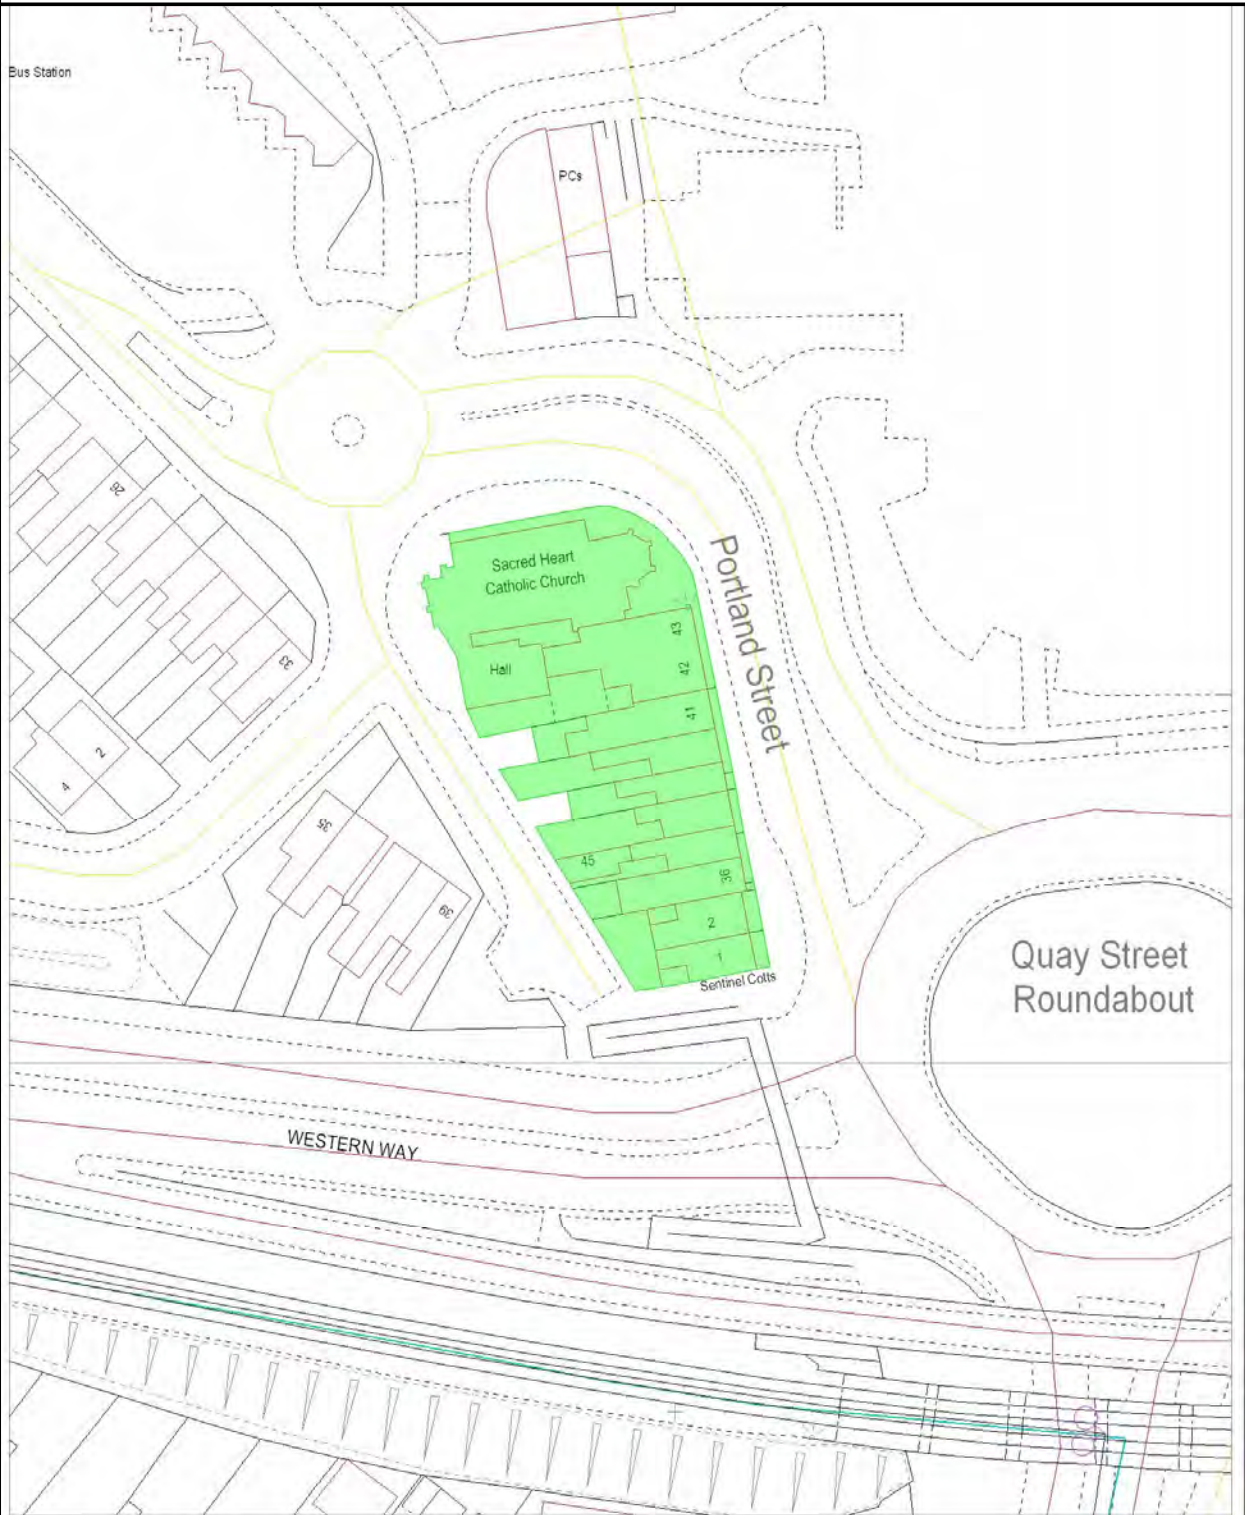 Bus Station
PCs
26
Sacred Heart
Catholic Church
Portland Street
43
33
Hall
42
41
2
4
35
45
36
39
2
1
Sentinel Cotts
Quay Street
Roundabout
WESTERN WAY